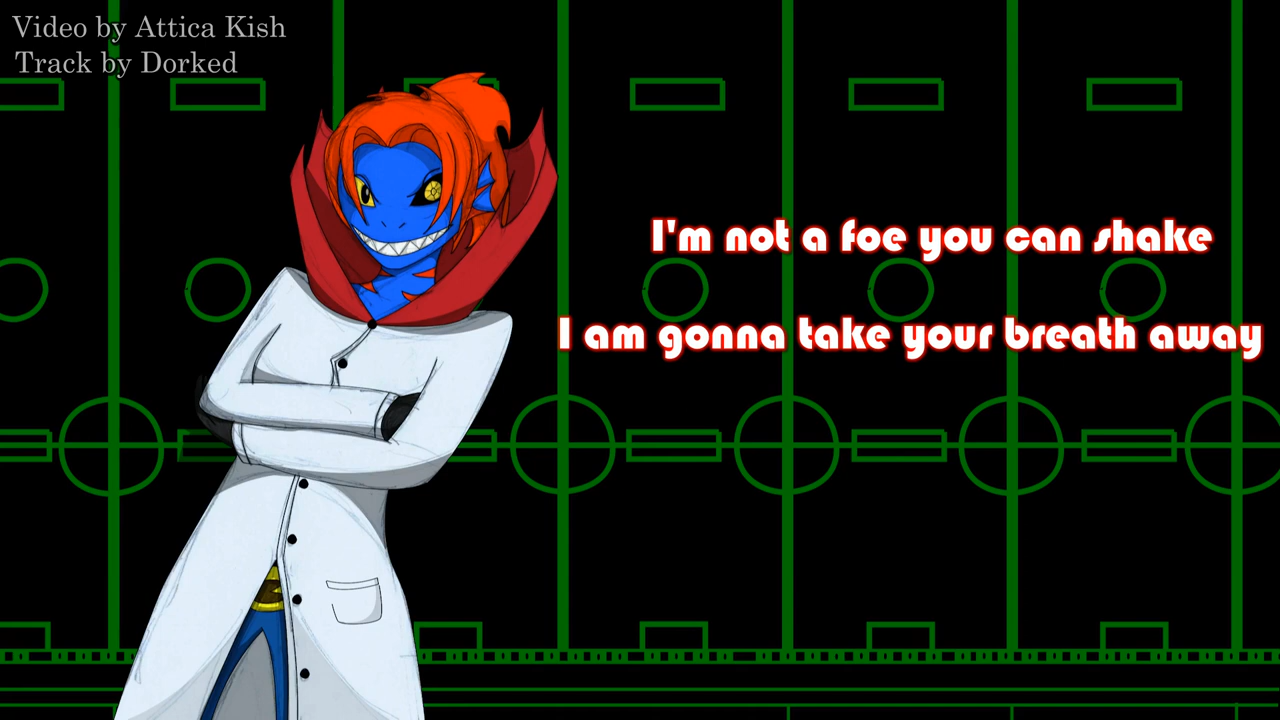 Video by Attica Kish
Track by Dorked
I'm not a foe you can shake
I am gonna take your breath away